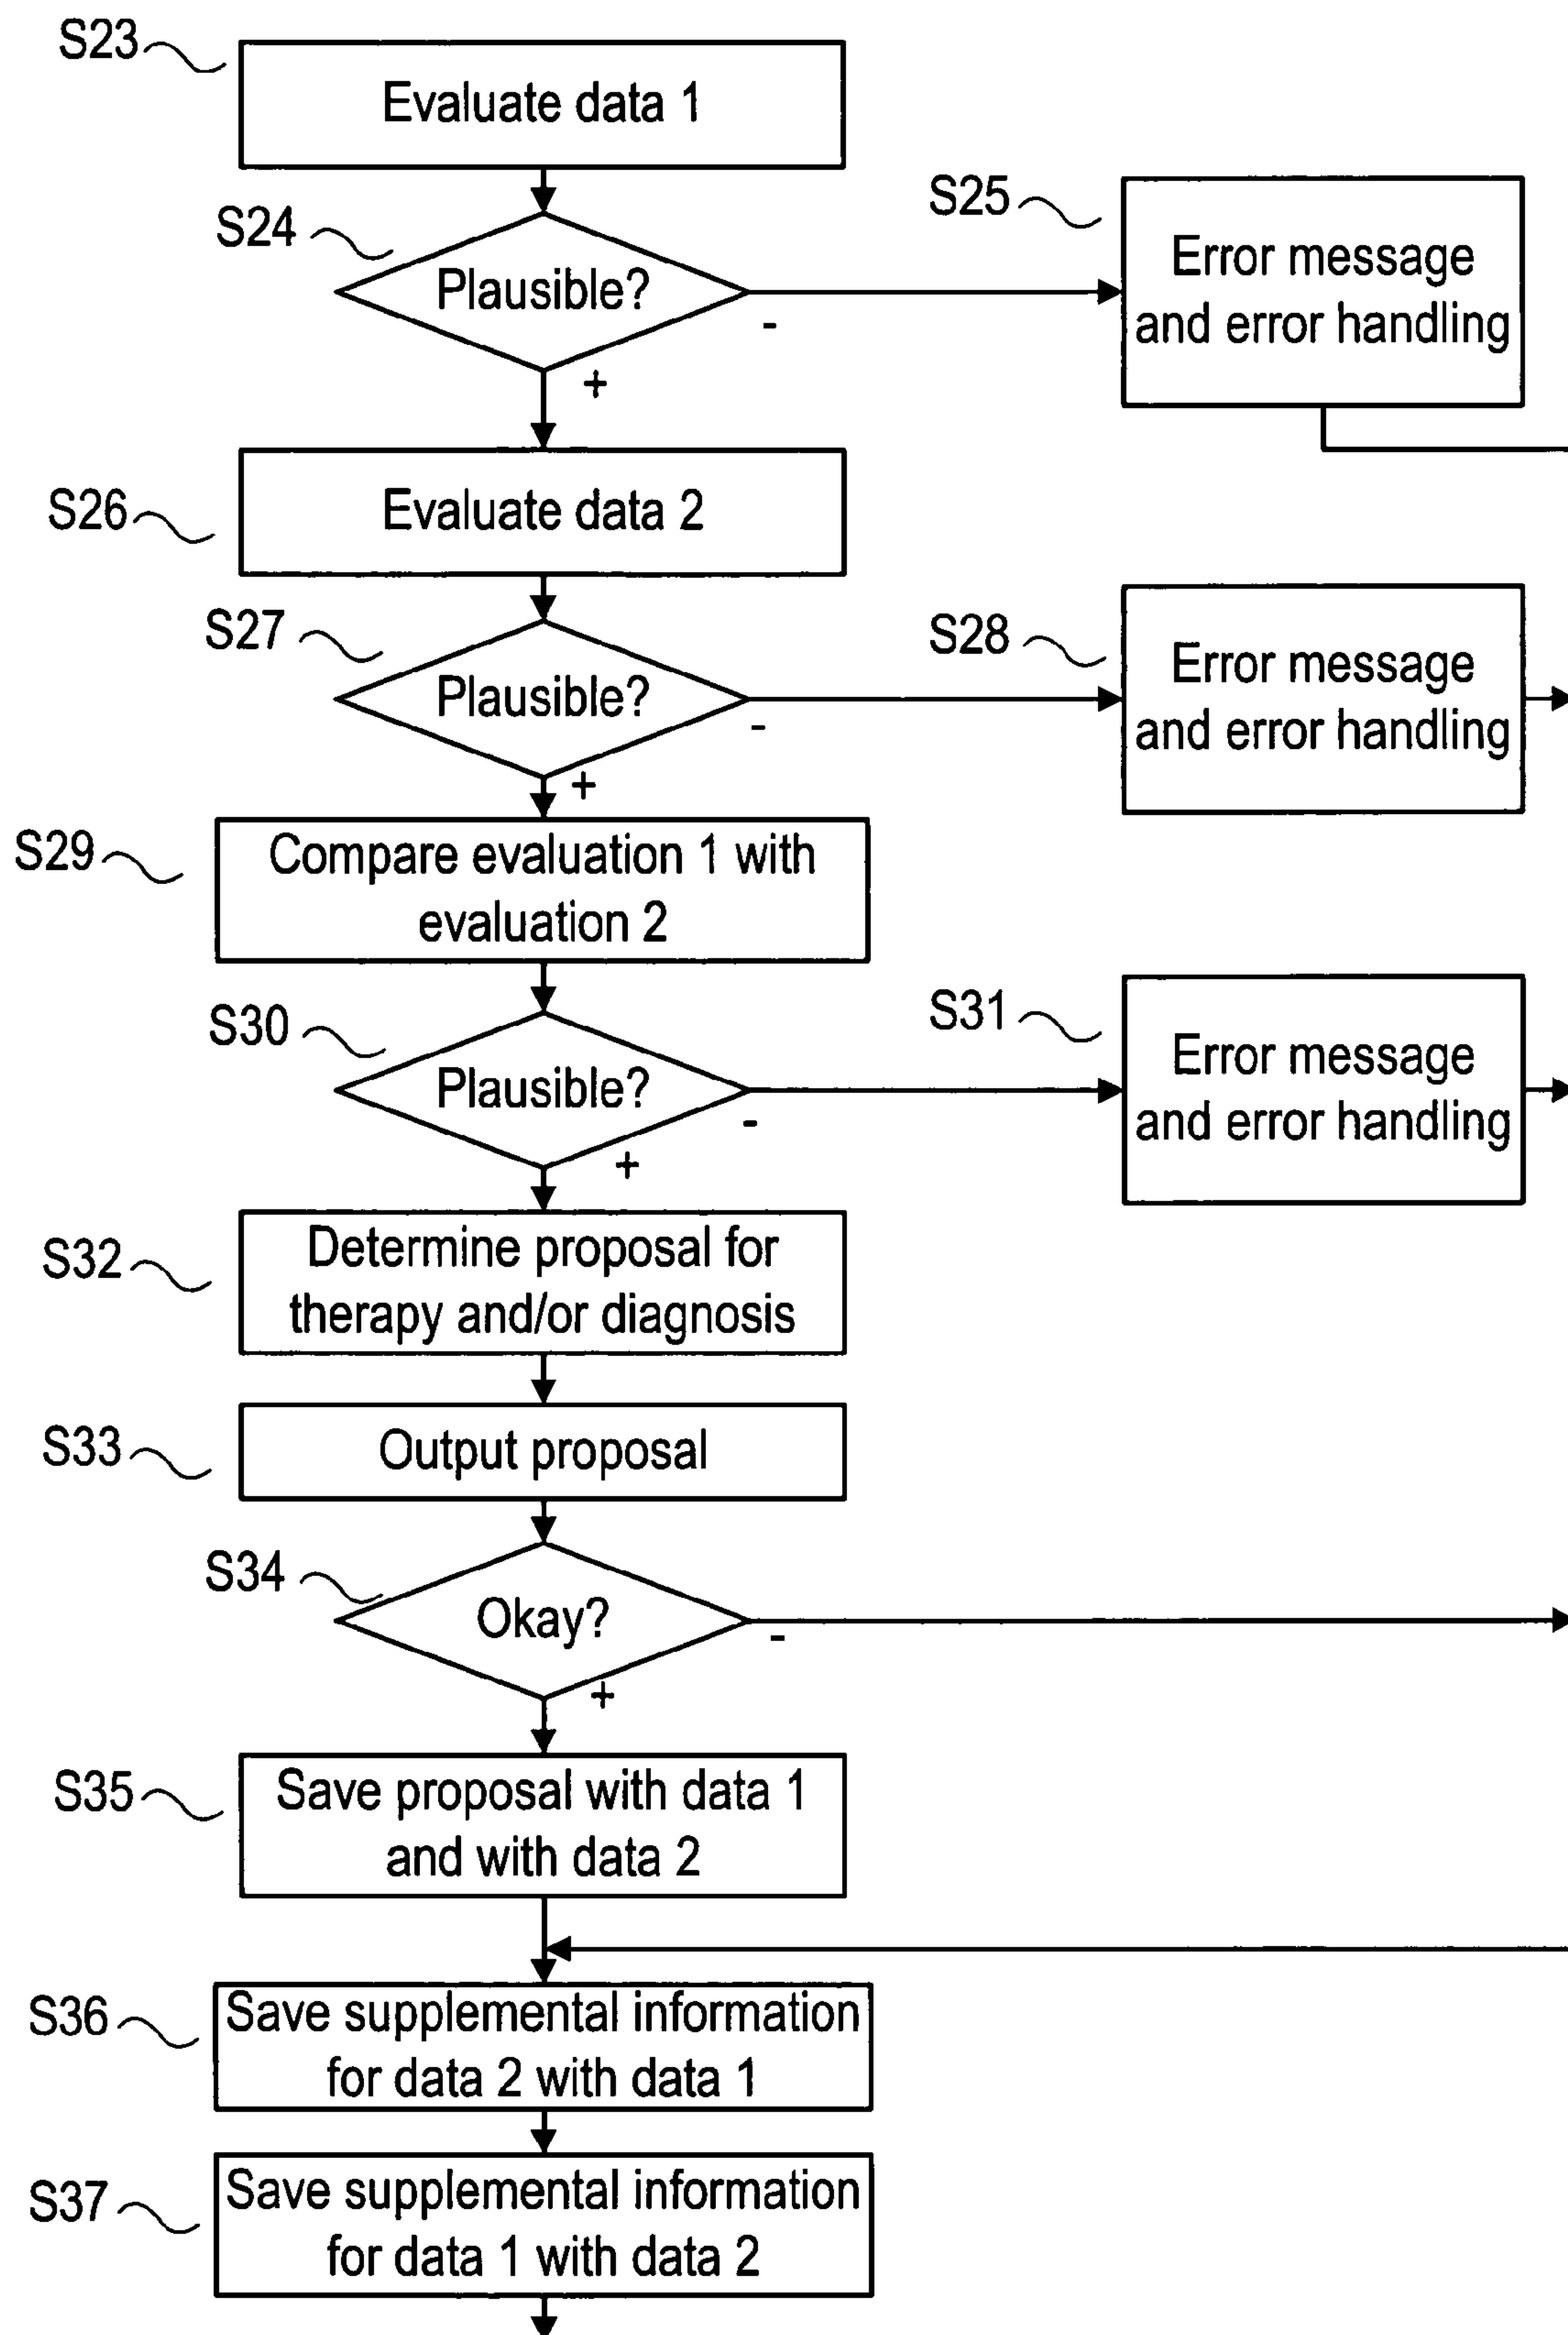 S23
Evaluate data 1
S24
Plausible?
-
+
S25
Error message
and error handling
S26
Evaluate data 2
S27
Plausible?
-
+
S28
Error message
and error handling
S29
Compare evaluation 1 with
evaluation 2
S30
Plausible?
-
+
S31
Error message
and error handling
S32
Determine proposal for
therapy and/or diagnosis
S33
Output proposal
S34
Okay?
-
+
S35
Save proposal with data 1
and with data 2
S36
Save supplemental information
for data 2 with data 1
S37
Save supplemental information
for data 1 with data 2